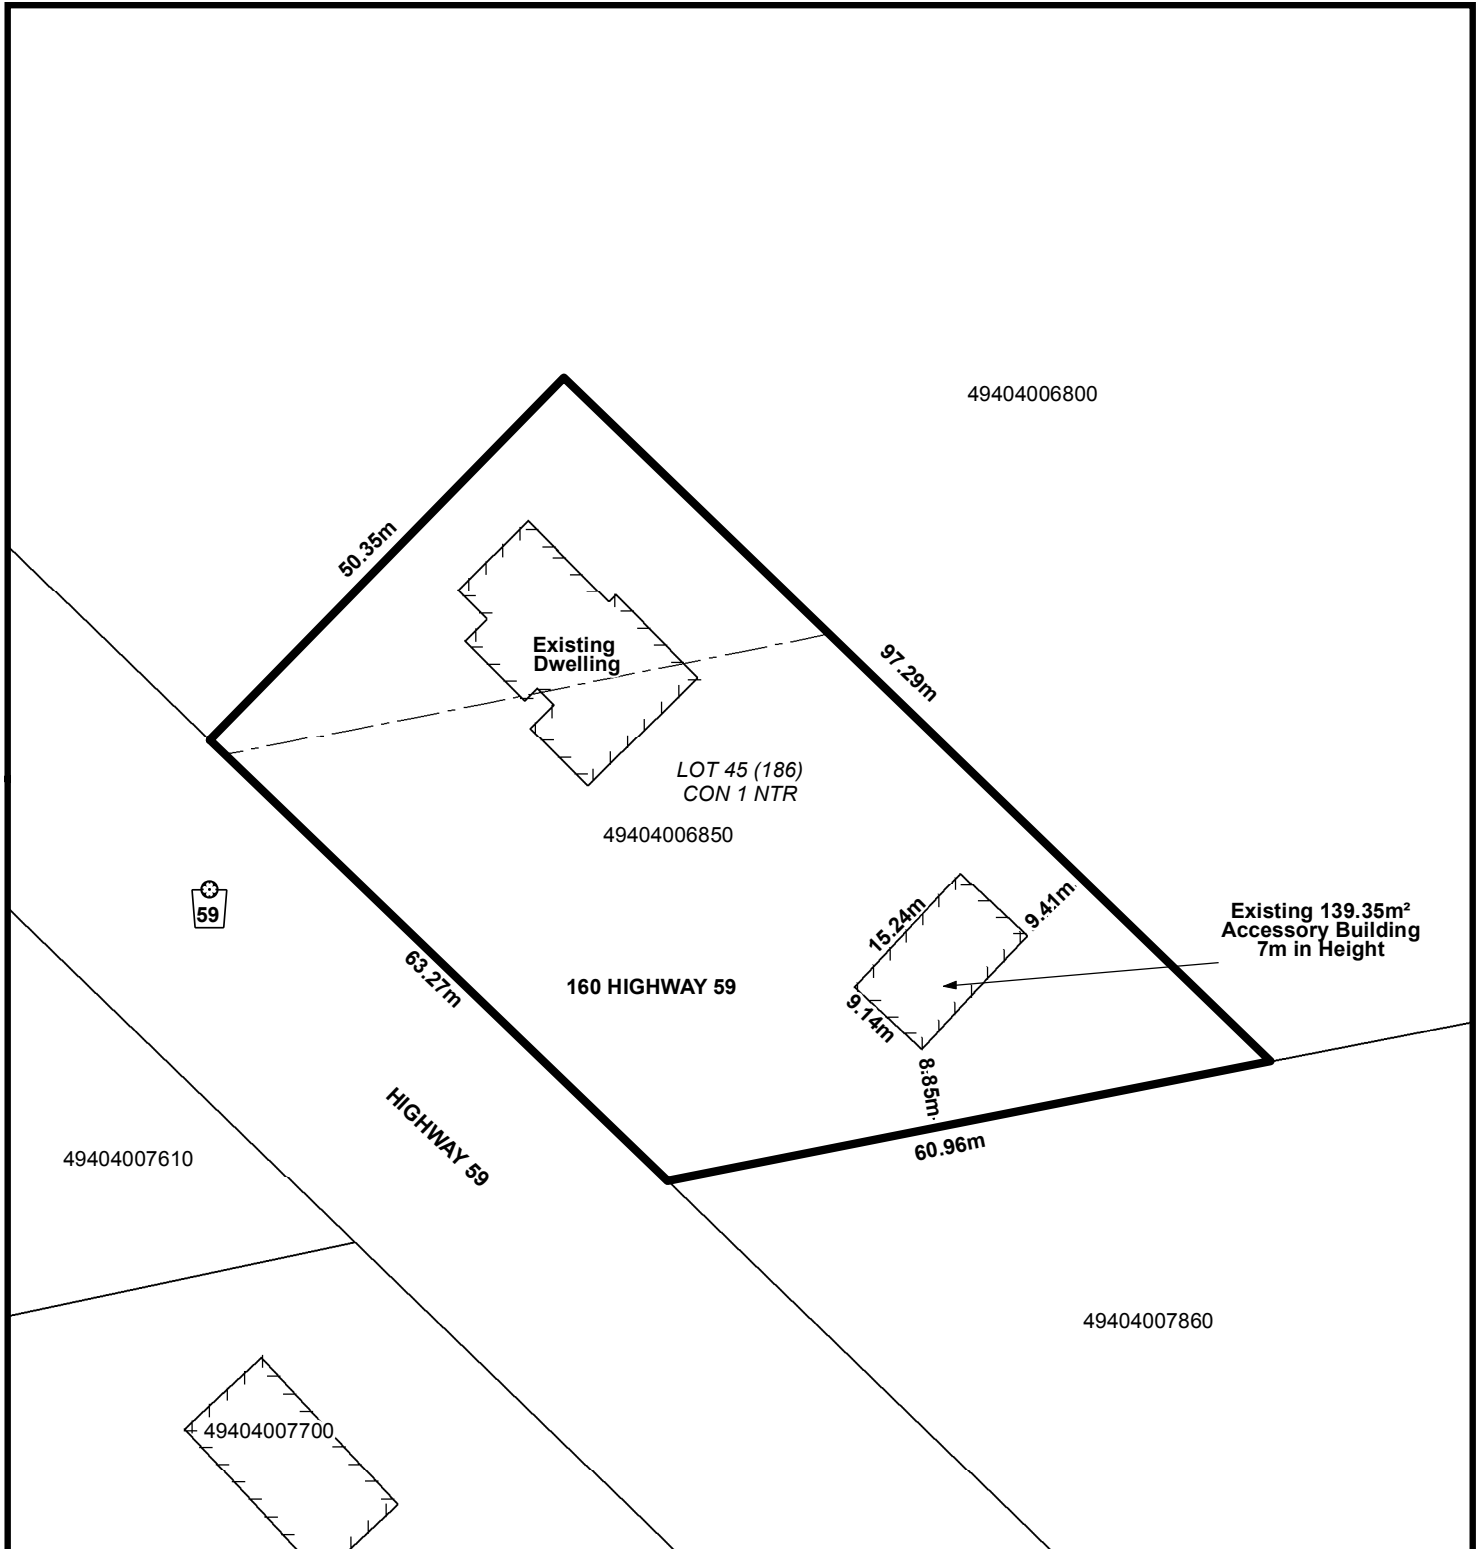 49404006800
50.35m
Existing
Dwelling
97.29m
LOT 45 (186)
CON 1 NTR
49404006850
59
15.24m
9.41m
Existing 139.35m²
Accessory Building
7m in Height
63.27m
160 HIGHWAY 59
9.14m
8.85m
60.96m
HIGHWAY 59
49404007610
49404007860
49404007700